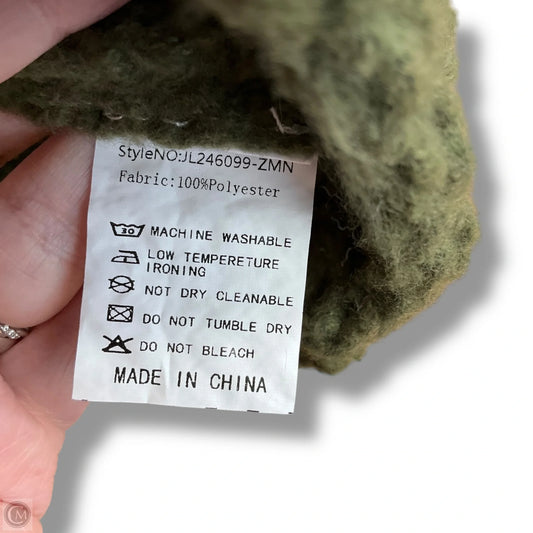 StyleNO:JL246099-ZMN
Fabric:100%Polyester
30 MACHINE WASHABLE
LOW TEMPERETURE
IRONING
NOT DRY CLEANABLE
DO NOT TUMBLE DRY
DO NOT BLEACH
MADE IN CHINA
CM